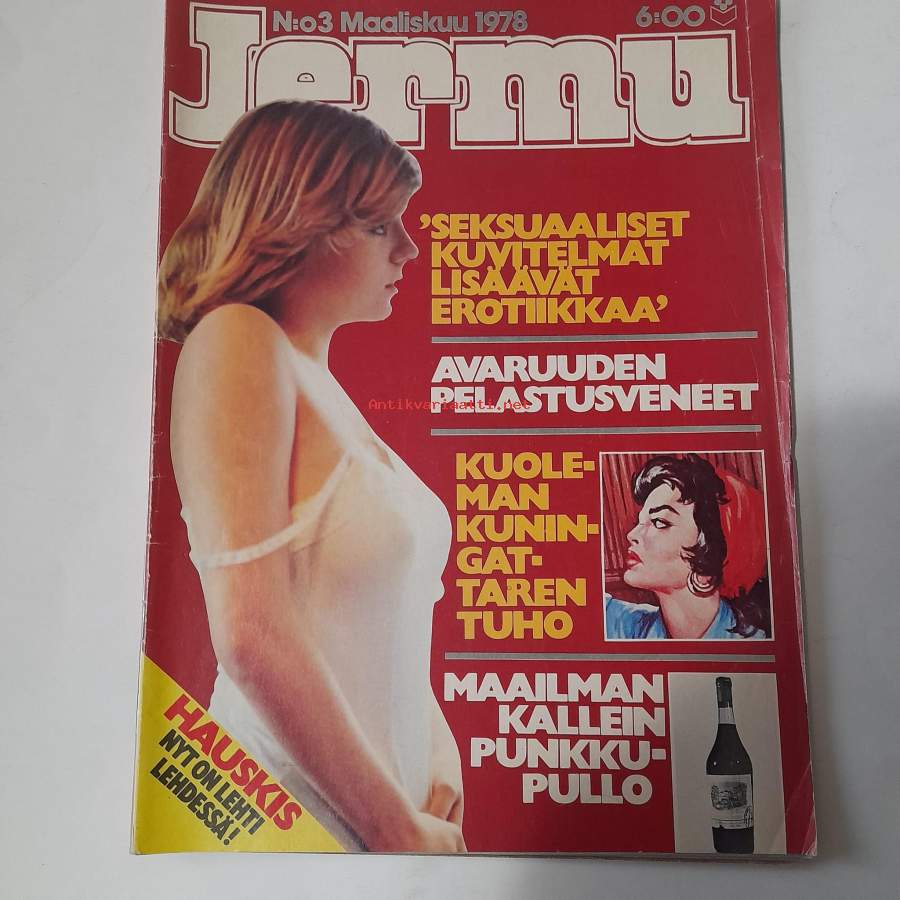 N:o3 Maaliskuu 1978
6:00
Jermu
’SEKSUAALISET
KUVITELMAT
LISÄÄVÄT
EROTIIKKAA’
AVARUUDEN
PELASTUSVENEET
Antikvariaatti.net
KUOLE-
MAN
KUNIN-
GAT-
TAREN
TUHO
MAAILMAN
KALLEIN
PUNKKU-
PULLO
HAUSKIS
NYT ON LEHTI
LEHDESSÄ!